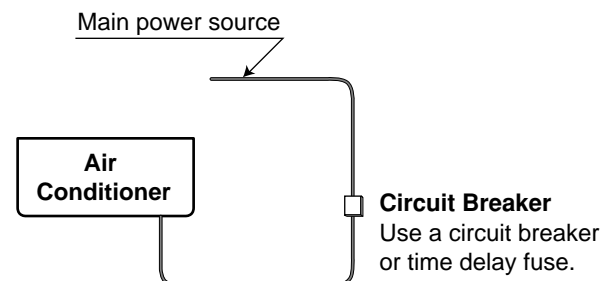 Main power source
Air
Conditioner
Circuit Breaker
Use a circuit breaker
or time delay fuse.